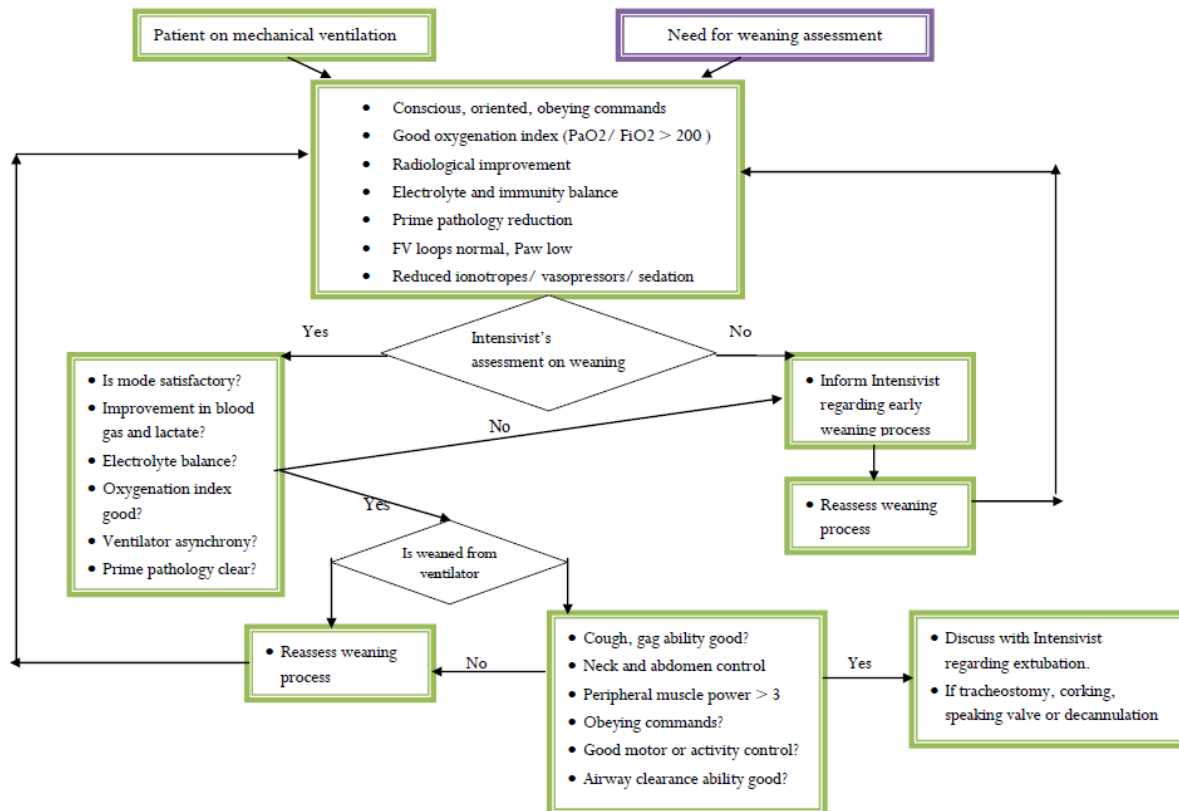 Patient on mechanical ventilation
Need for weaning assessment
• Conscious, oriented, obeying commands
• Good oxygenation index (PaO2/ FiO2 > 200 )
• Radiological improvement
• Electrolyte and immunity balance
• Prime pathology reduction
• FV loops normal, Paw low
• Reduced ionotropes/ vasopressors/ sedation
Yes
Intensivist's
assessment on weaning
No
• Is mode satisfactory?
• Improvement in blood
gas and lactate?
• Electrolyte balance?
• Oxygenation index
good?
• Ventilator asynchrony?
• Prime pathology clear?
No
• Inform Intensivist
regarding early
weaning process
• Reassess weaning
process
Yes
Is weaned from
ventilator
• Reassess weaning
process
No
• Cough, gag ability good?
• Neck and abdomen control
• Peripheral muscle power > 3
• Obeying commands?
• Good motor or activity control?
• Airway clearance ability good?
Yes
• Discuss with Intensivist
regarding extubation.
• If tracheostomy, corking,
speaking valve or decannulation